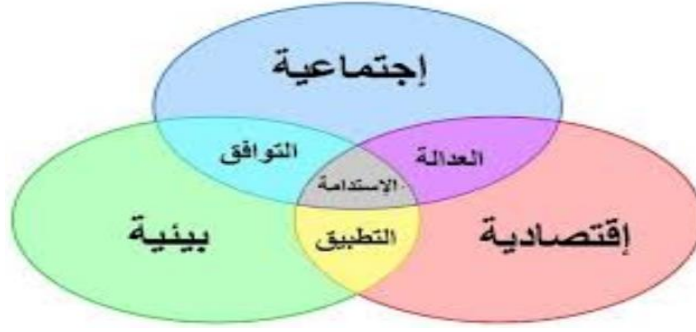 إجتماعية
التوافق
العدالة
الإستدامة
بيئية
التطبيق
إقتصادية